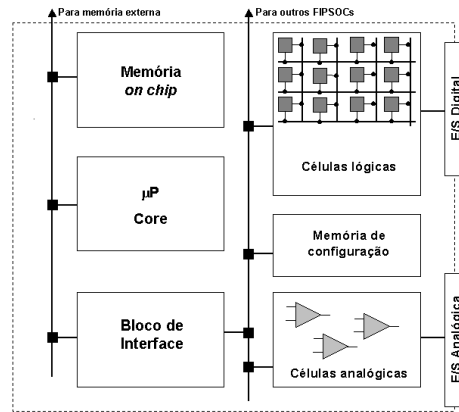 Para memória externa
Para outros FIPSOCs
Memória
on chip
Células lógicas
E/S Digital
µP
Core
Memória de
configuração
Bloco de
Interface
Células analógicas
E/S Analógica